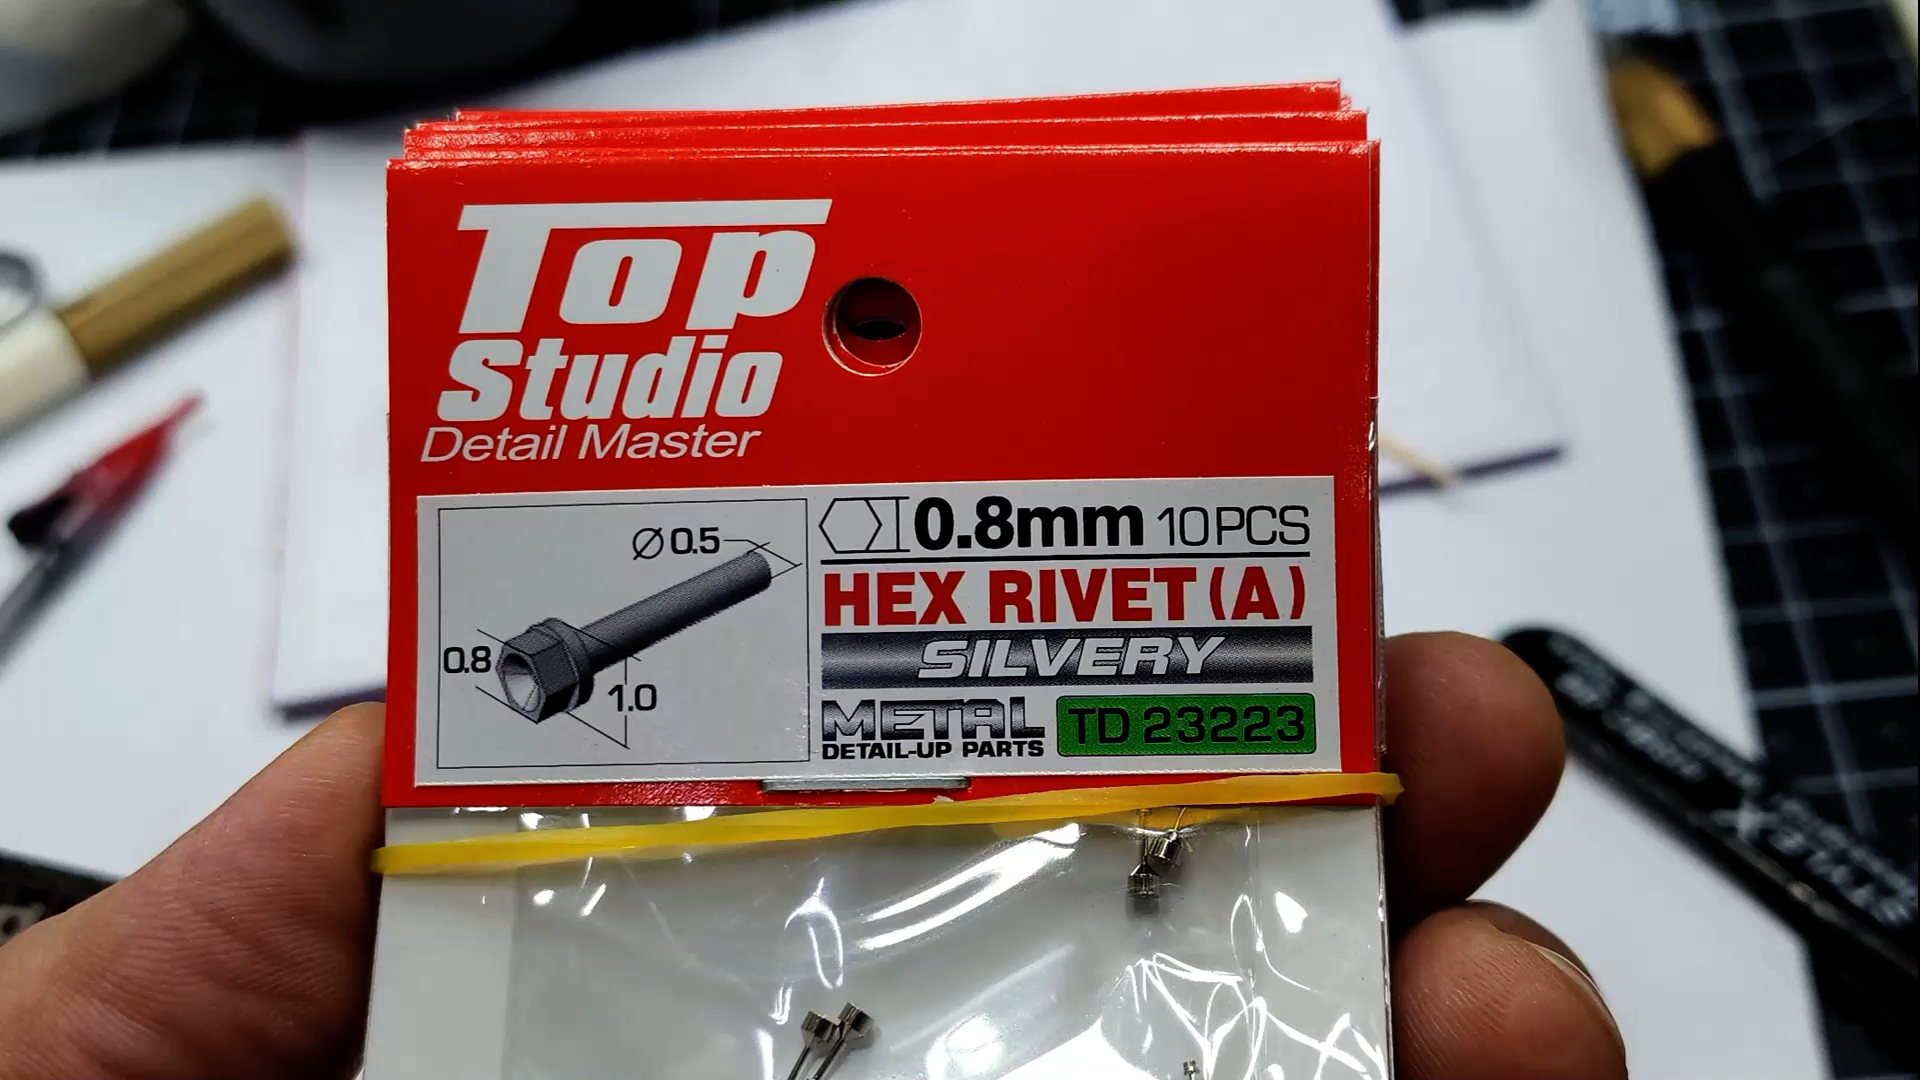 Top
Studio
Detail Master
Ø 0.5
0.8
1.0
0.8mm 10PCS
HEX RIVET (A)
SILVERY
METAL
DETAIL-UP PARTS
TD 23223